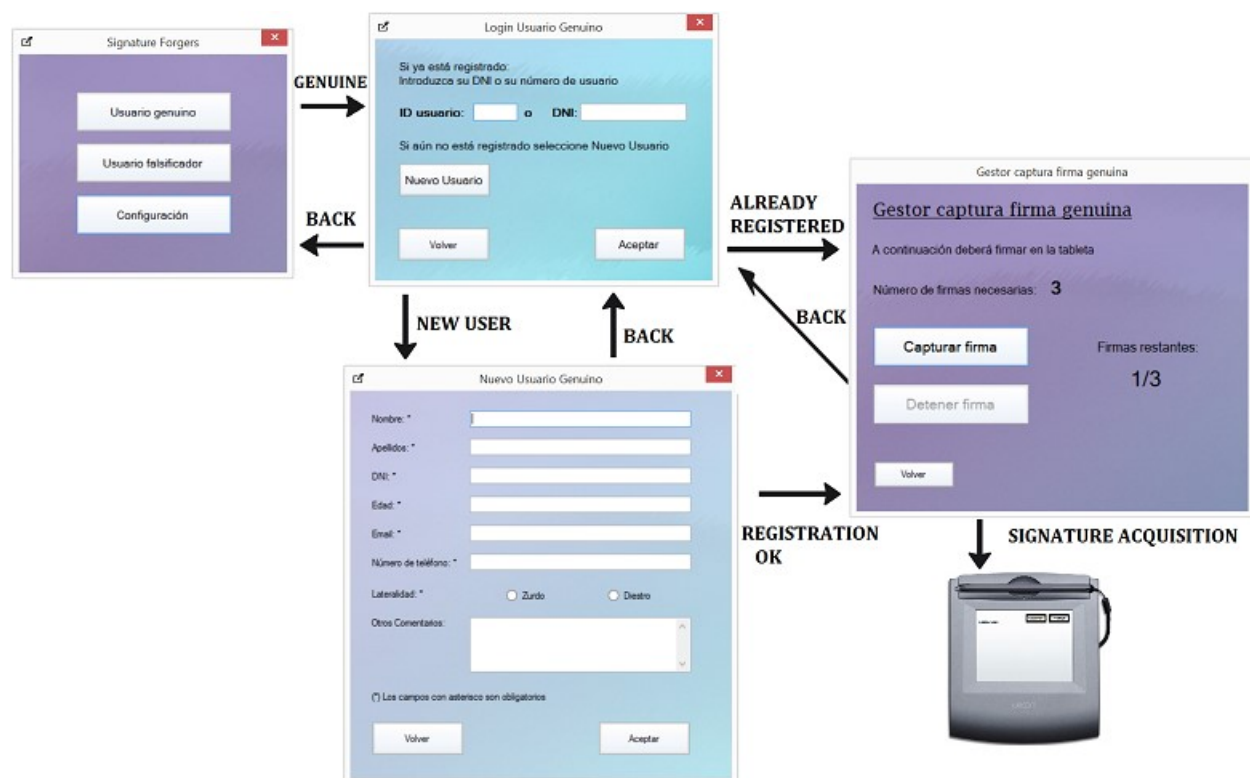 Signature Forgers
Usuario genuino
Usuario falsificador
Configuración
GENUINE
BACK
Login Usuario Genuino
Si ya está registrado:
Introduzca su DNI o su número de usuario
ID usuario: o DNI:
Si aún no está registrado seleccione Nuevo Usuario
Nuevo Usuario
Volver Aceptar
ALREADY
REGISTERED
BACK
NEW USER
BACK
Gestor captura firma genuina
Gestor captura firma genuina
A continuación deberá firmar en la tableta
Número de firmas necesarias: 3
Capturar firma
Firmas restantes:
1/3
Detener firma
Volver
Nuevo Usuario Genuino
Nombre: *
Apellidos: *
DNI: *
Edad: *
Email: *
Número de teléfono: *
Lateralidad: * Zurdo Diestro
Otros Comentarios:
(*) Los campos con asterisco son obligatorios
Volver Aceptar
REGISTRATION
OK
SIGNATURE ACQUISITION